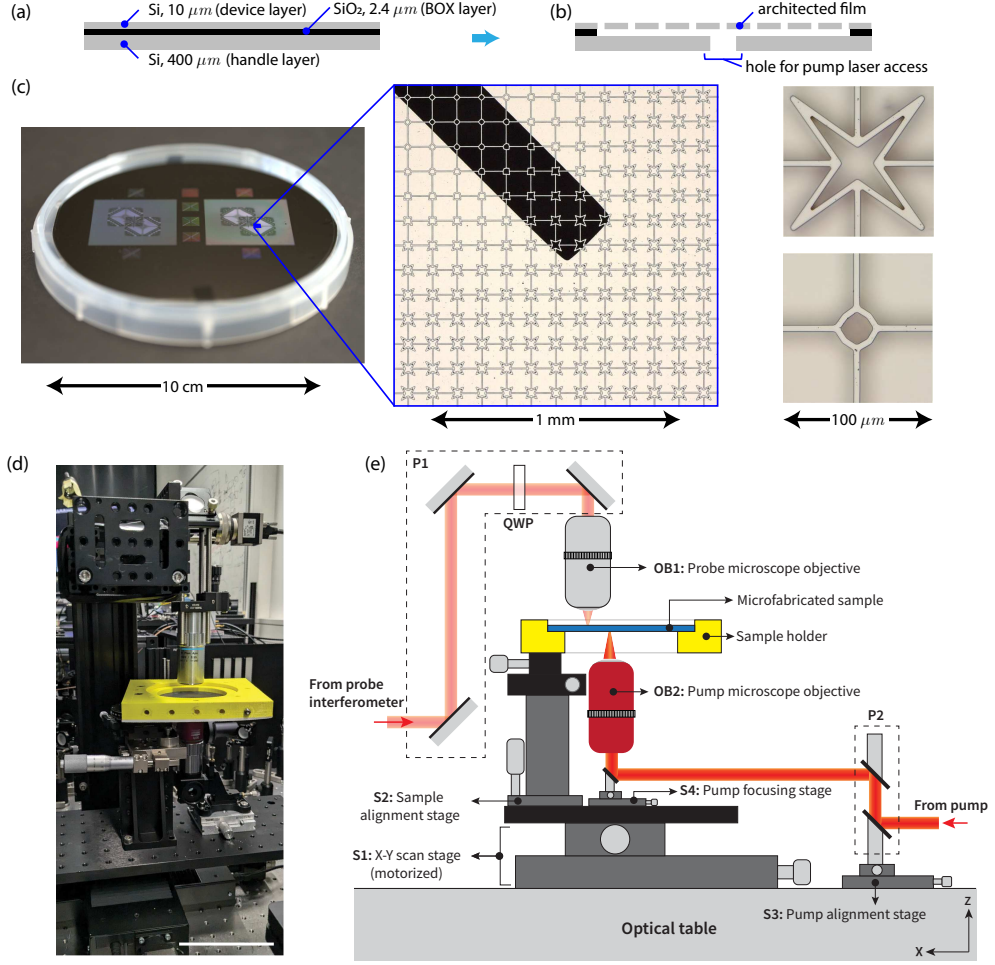 (a)
Si, 10 μm (device layer)
SiO₂, 2.4 μm (BOX layer)
Si, 400 μm (handle layer)
(b)
architected film
hole for pump laser access
(c)
10 cm
1 mm
100 μm
(d)
(e)
P1
QWP
OB1: Probe microscope objective
Microfabricated sample
Sample holder
From probe
interferometer
OB2: Pump microscope objective
P2
S2: Sample
alignment stage
S4: Pump focusing stage
From pump
S1: X-Y scan stage
(motorized)
S3: Pump alignment stage
Optical table
Z
X